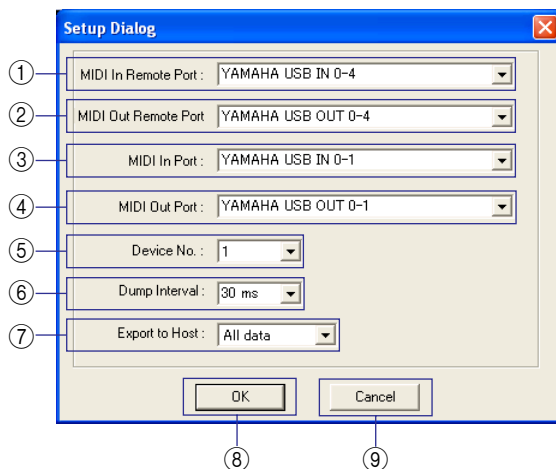 Setup Dialog
① MIDI In Remote Port : YAMAHA USB IN 0-4
② MIDI Out Remote Port YAMAHA USB OUT 0-4
③ MIDI In Port : YAMAHA USB IN 0-1
④ MIDI Out Port : YAMAHA USB OUT 0-1
⑤ Device No. : 1
⑥ Dump Interval : 30 ms
⑦ Export to Host : All data
OK Cancel
⑧ ⑨